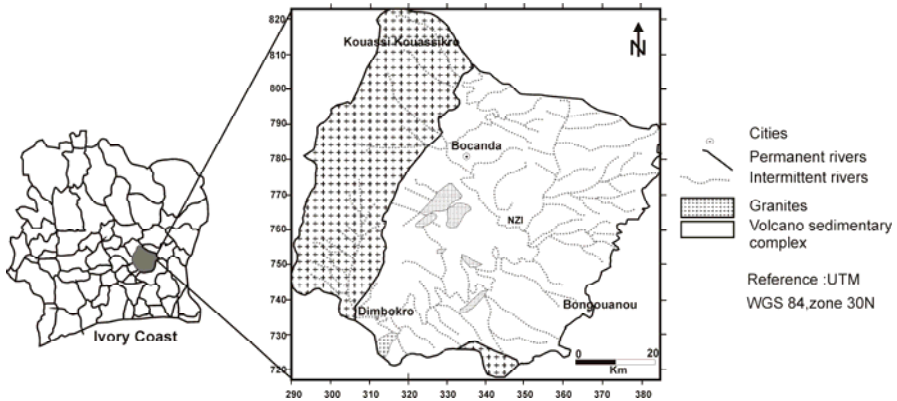 820
810
800
790
780
770
760
750
740
730
720
Kouassi Kouassikro
N
Bocanda
NZI
Dimbokro
Bongouanou
0 20
Km
290 300 310 320 330 340 350 360 370 380
Ivory Coast
Cities
Permanent rivers
Intermittent rivers
Granites
Volcano sedimentary
complex
Reference :UTM
WGS 84,zone 30N